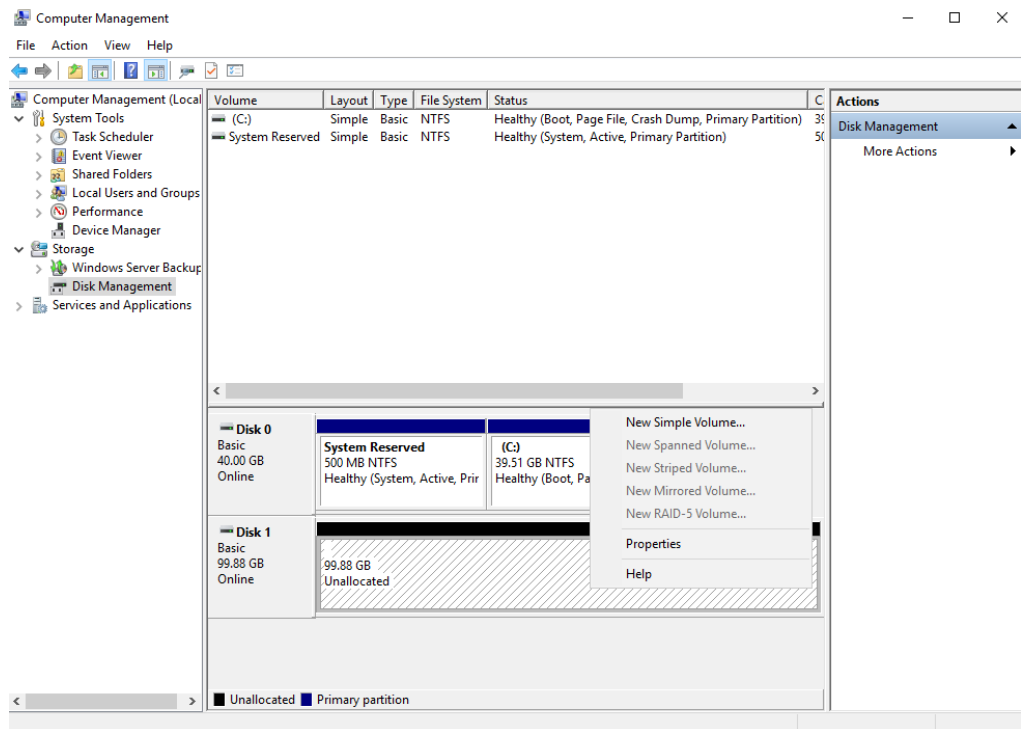 Computer Management
File Action View Help
Computer Management (Local
System Tools
Task Scheduler
Event Viewer
Shared Folders
Local Users and Groups
Performance
Device Manager
Storage
Windows Server Backup
Disk Management
Services and Applications
Volume Layout Type File System Status C
(C:) Simple Basic NTFS Healthy (Boot, Page File, Crash Dump, Primary Partition) 39
System Reserved Simple Basic NTFS Healthy (System, Active, Primary Partition) 50
Disk 0
Basic
40.00 GB
Online
System Reserved
500 MB NTFS
Healthy (System, Active, Prir
(C:)
39.51 GB NTFS
Healthy (Boot, Pa
Disk 1
Basic
99.88 GB
Online
99.88 GB
Unallocated
New Simple Volume...
New Spanned Volume...
New Striped Volume...
New Mirrored Volume...
New RAID-5 Volume...
Properties
Help
Unallocated Primary partition
Actions
Disk Management
More Actions